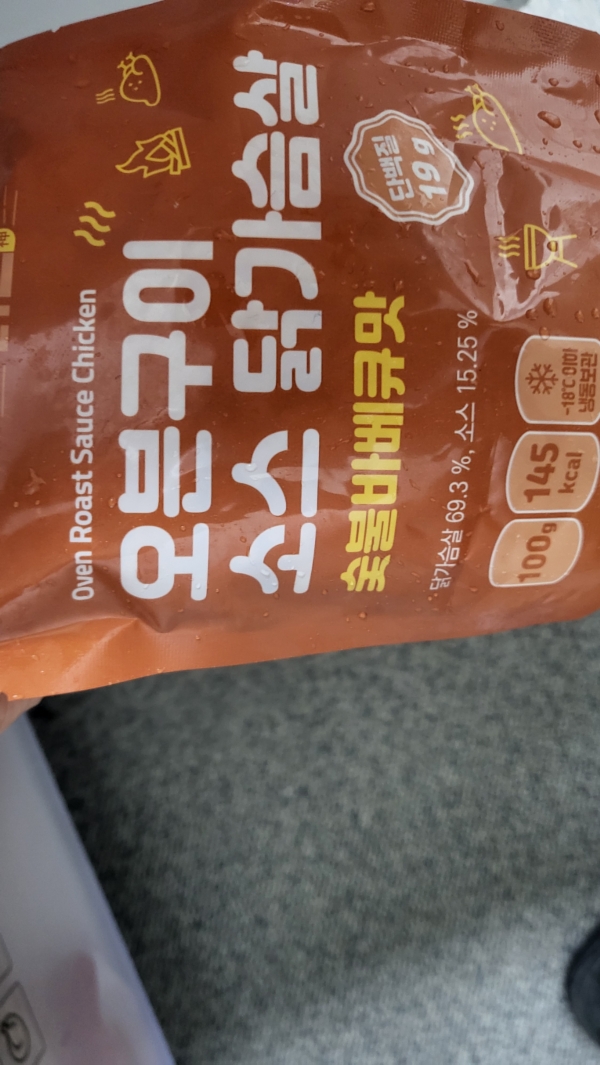 Oven Roast Sauce Chicken
오븐구이
소스 닭가슴살
숯불바베큐맛
단백질
19 g
닭가슴살 69.3 %, 소스 15.25 %
100g
145
kcal
-18℃ 이하
냉동보관